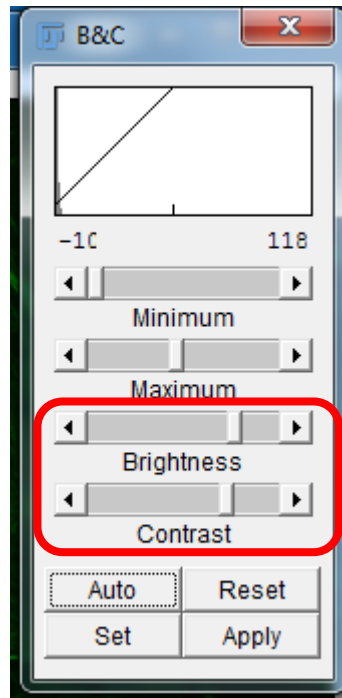 B&C
-10 118
Minimum
Maximum
Brightness
Contrast
Auto Reset
Set Apply